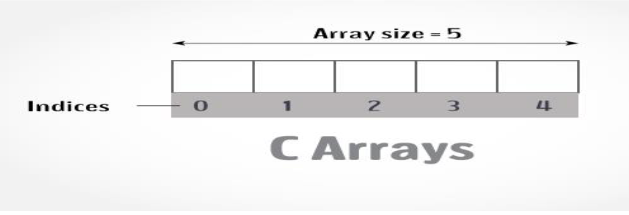 Array size = 5
Indices 0 1 2 3 4
C Arrays